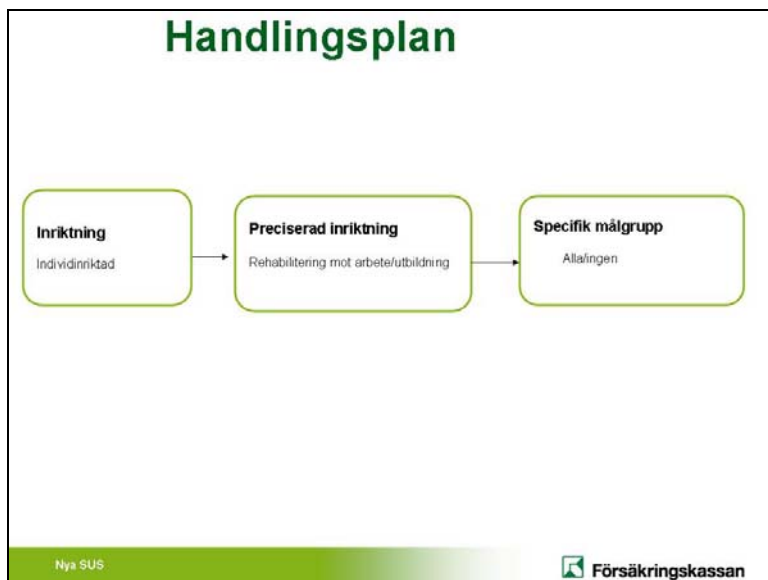 Handlingsplan
Inriktning
Individinriktad
Preciserad inriktning
Rehabilitering mot arbete/utbildning
Specifik målgrupp
Alla/ingen
Nya SUS
Försäkringskassan